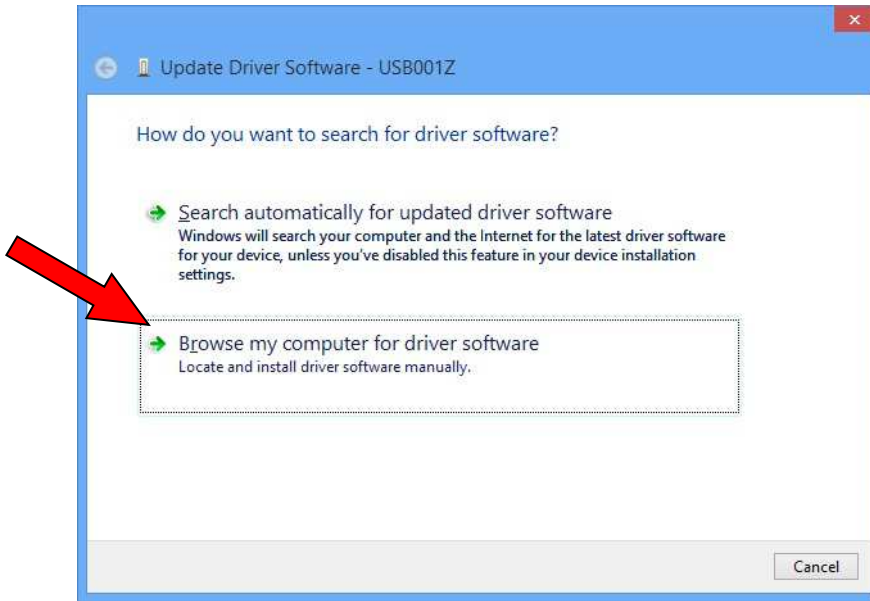 Update Driver Software - USB001Z
How do you want to search for driver software?
Search automatically for updated driver software
Windows will search your computer and the Internet for the latest driver software
for your device, unless you've disabled this feature in your device installation
settings.
Browse my computer for driver software
Locate and install driver software manually.
Cancel